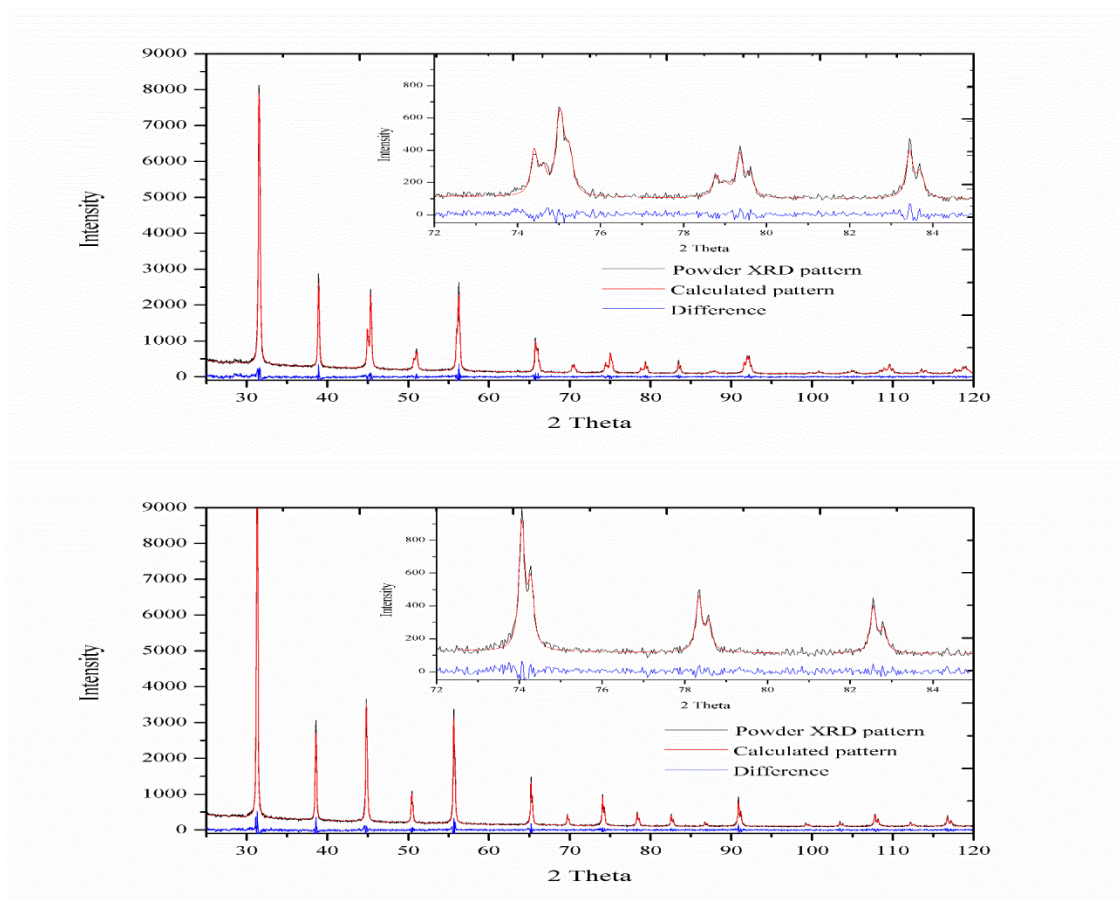 9000
8000
7000
6000
5000
4000
3000
2000
1000
0
Intensity
30 40 50 60 70 80 90 100 110 120
2 Theta
800
600
400
200
0
Intensity
72 74 76 78 80 82 84
2 Theta
Powder XRD pattern
Calculated pattern
Difference
9000
8000
7000
6000
5000
4000
3000
2000
1000
0
Intensity
30 40 50 60 70 80 90 100 110 120
2 Theta
800
600
400
200
0
Intensity
72 74 76 78 80 82 84
2 Theta
Powder XRD pattern
Calculated pattern
Difference